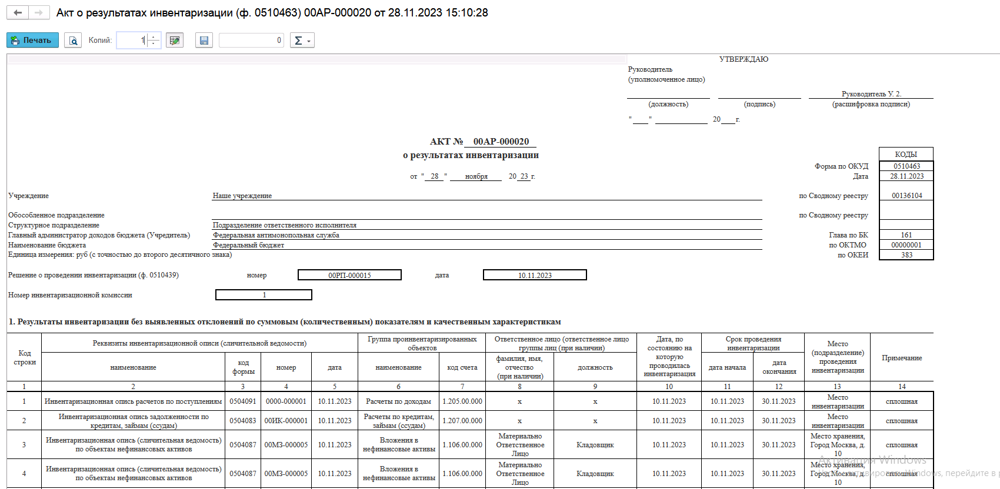 Акт о результатах инвентаризации (ф. 0510463) 00АР-000020 от 28.11.2023 15:10:28
Печать Копий: 1 0 Σ
УТВЕРЖДАЮ
Руководитель
(уполномоченное лицо)
Руководитель У. 2.
(должность) (подпись) (расшифровка подписи)
"____" ____________ 20____г.
АКТ № 00АР-000020
о результатах инвентаризации
КОДЫ
Форма по ОКУД 0510463
от "28" ноября 20 23 г. Дата 28.11.2023
Учреждение Наше учреждение по Сводному реестру 00136104
Обособленное подразделение по Сводному реестру
Структурное подразделение Подразделение ответственного исполнителя
Главный администратор доходов бюджета (Учредитель) Федеральная антимонопольная служба Глава по БК 161
Наименование бюджета Федеральный бюджет по ОКТМО 00000001
Единица измерения: руб (с точностью до второго десятичного знака) по ОКЕИ 383
Решение о проведении инвентаризации (ф. 0510439) номер 00РП-000015 дата 10.11.2023
Номер инвентаризационной комиссии 1
1. Результаты инвентаризации без выявленных отклонений по суммовым (количественным) показателям и качественным характеристикам
Код
строки
Реквизиты инвентаризационной описи (сличительной ведомости)
наименование
код
формы
номер
дата
Группа проинвентаризированных
объектов
наименование
код счета
Ответственное лицо (ответственное лицо
группы лиц (при наличии)
фамилия, имя,
отчество
(при наличии)
должность
Дата, по
состоянию на
которую
проводилась
инвентаризация
Срок проведения
инвентаризации
дата начала
дата
окончания
Место
(подразделение)
проведения
инвентаризации
Примечание
1 2 3 4 5 6 7 8 9 10 11 12 13 14
1 Инвентаризационная опись расчетов по поступлениям 0504091 0000-000001 10.11.2023 Расчеты по доходам 1.205.00.000 х х 10.11.2023 10.11.2023 30.11.2023 Место
инвентаризации сплошная
2 Инвентаризационная опись задолженности по
кредитам, займам (ссудам) 0504083 00ИК-000001 10.11.2023 Расчеты по кредитам,
займам (ссудам) 1.207.00.000 х х 10.11.2023 10.11.2023 30.11.2023 Место
инвентаризации сплошная
3 Инвентаризационная опись (сличительная ведомость)
по объектам нефинансовых активов 0504087 00МЗ-000005 10.11.2023 Вложения в
нефинансовые активы 1.106.00.000 Материально
Ответственное
Лицо Кладовщик 10.11.2023 10.11.2023 30.11.2023 Место хранения,
Город Москва, д.
10 сплошная
4 Инвентаризационная опись (сличительная ведомость)
по объектам нефинансовых активов 0504087 00МЗ-000005 10.11.2023 Вложения в
нефинансовые активы 1.106.00.000 Материально
Ответственное
Лицо Кладовщик 10.11.2023 10.11.2023 30.11.2023 Место хранения,
Город Москва, д.
10 сплошная
Активация Windows
активировать Windows, перейдите в